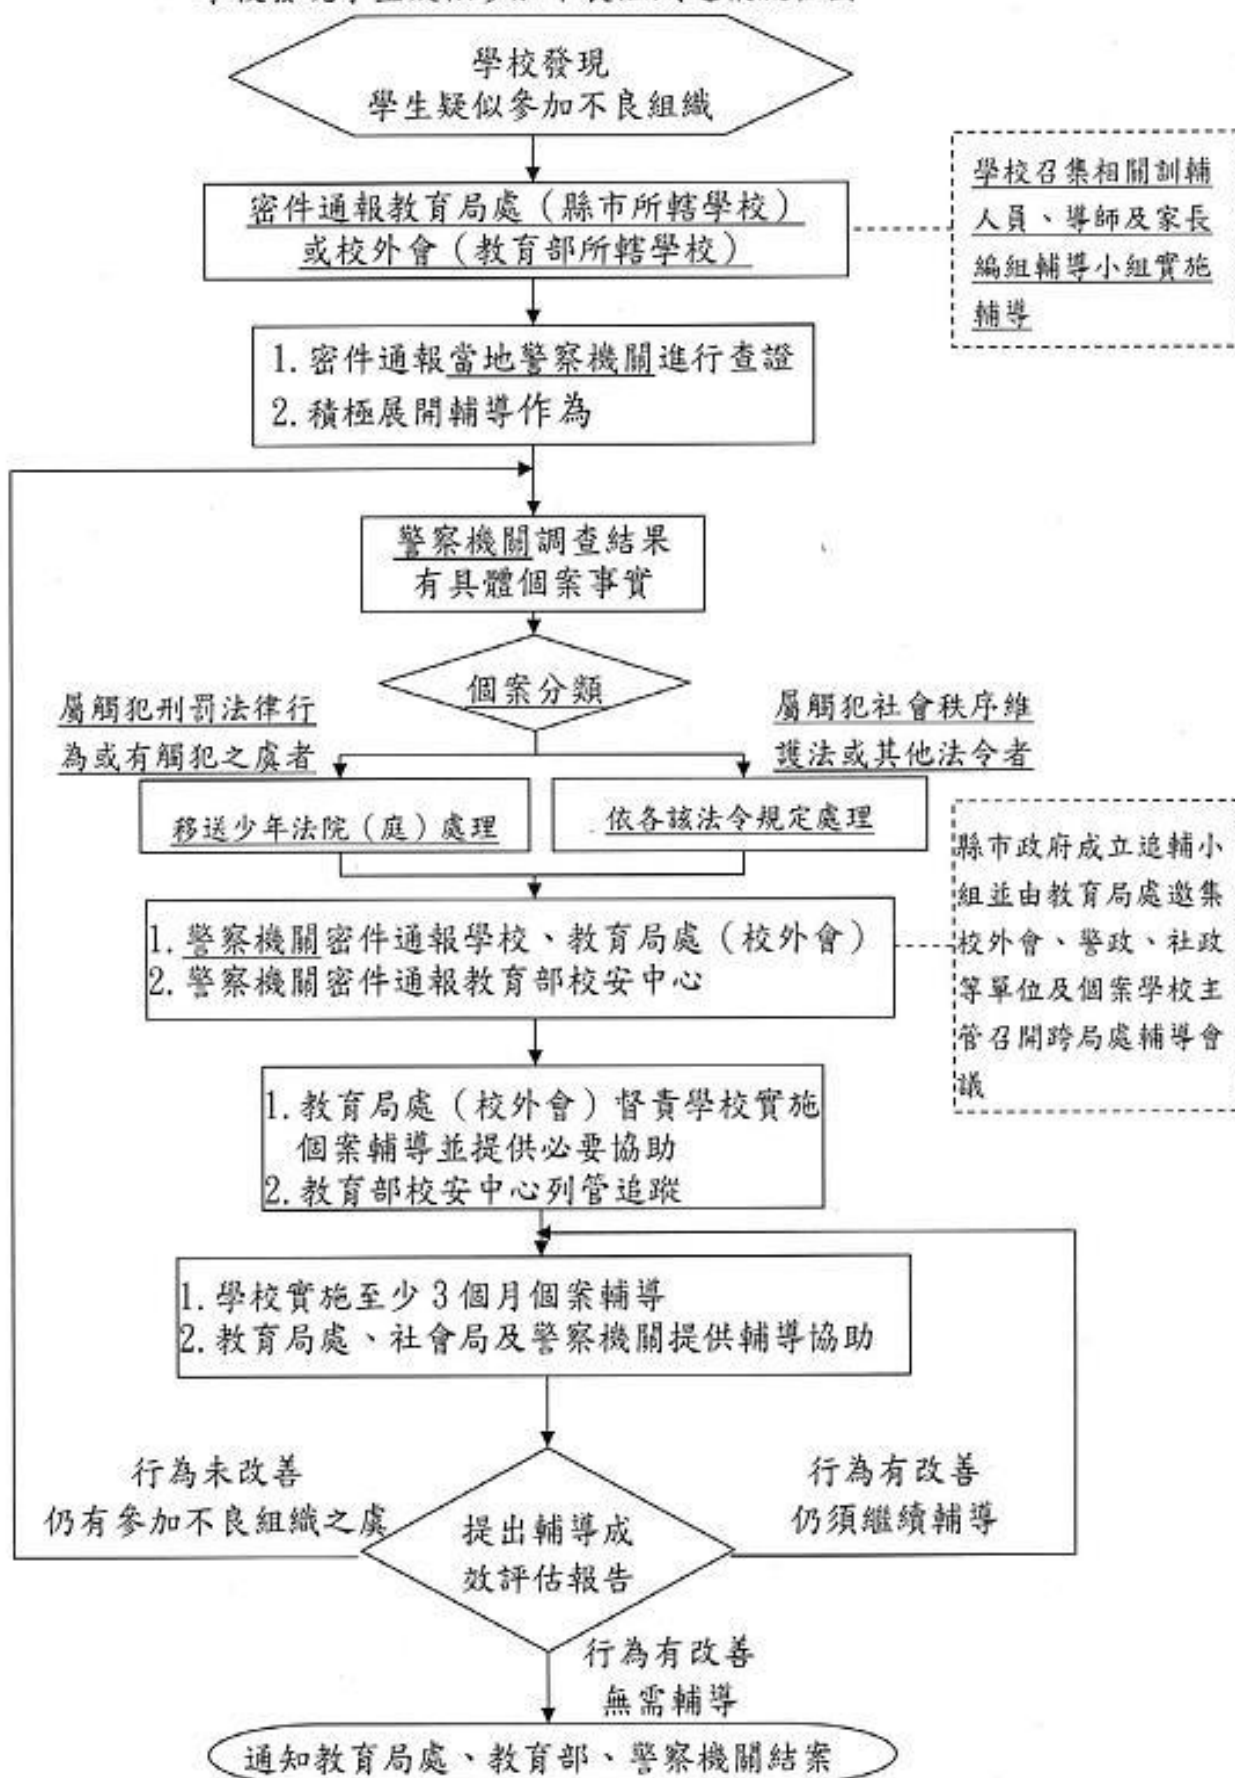 學校發現
學生疑似參加不良組織
密件通報教育局處（縣市所轄學校）
或校外會（教育部所轄學校）
學校召集相關訓輔
人員、導師及家長
編組輔導小組實施
輔導
1. 密件通報當地警察機關進行查證
2. 積極展開輔導作為
警察機關調查結果
有具體個案事實
個案分類
屬觸犯刑罰法律行
為或有觸犯之虞者
屬觸犯社會秩序維
護法或其他法令者
移送少年法院（庭）處理
依各該法令規定處理
1. 警察機關密件通報學校、教育局處（校外會）
2. 警察機關密件通報教育部校安中心
縣市政府成立追輔小
組並由教育局處邀集
校外會、警政、社政
等單位及個案學校主
管召開跨局處輔導會
議
1. 教育局處（校外會）督責學校實施
個案輔導並提供必要協助
2. 教育部校安中心列管追蹤
1. 學校實施至少 3 個月個案輔導
2. 教育局處、社會局及警察機關提供輔導協助
行為未改善
仍有參加不良組織之虞
提出輔導成
效評估報告
行為有改善
仍須繼續輔導
行為有改善
無需輔導
通知教育局處、教育部、警察機關結案